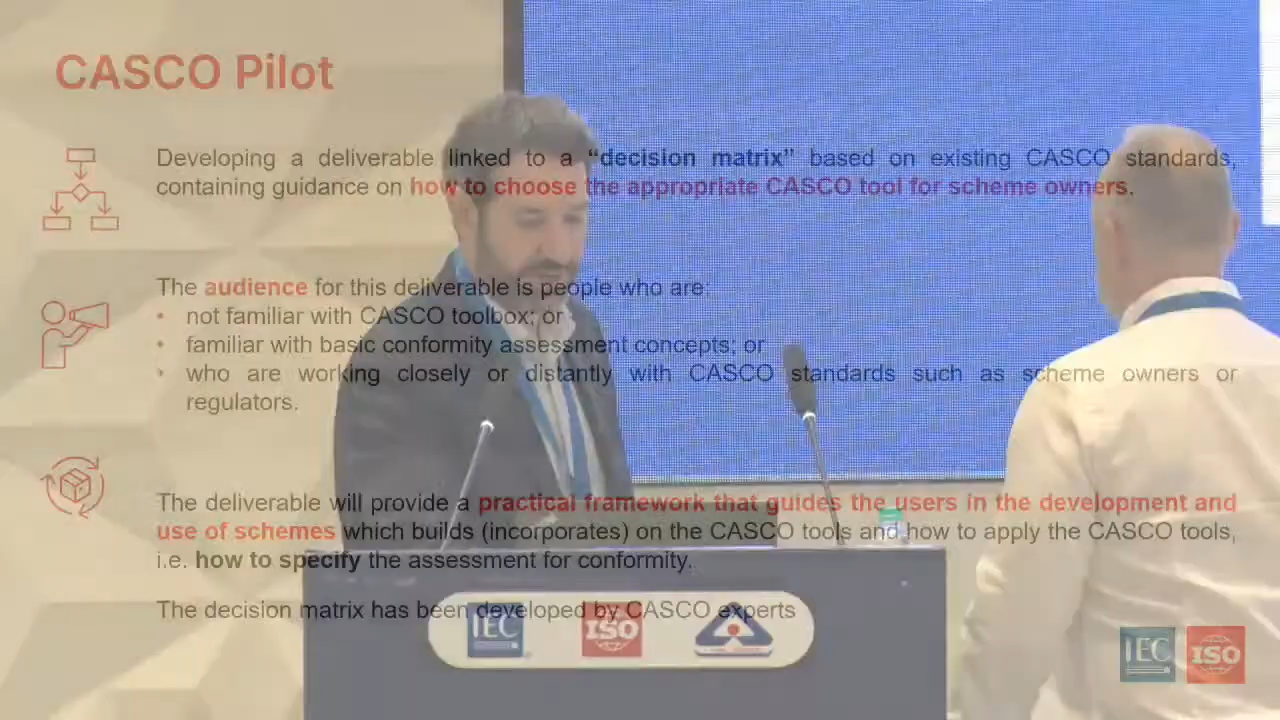 CASCO Pilot
Developing a deliverable linked to a “decision matrix” based on existing CASCO standards,
containing guidance on how to choose the appropriate CASCO tool for scheme owners.
The audience for this deliverable is people who are:
• not familiar with CASCO toolbox; or
• familiar with basic conformity assessment concepts; or
• who are working closely or distantly with CASCO standards such as scheme owners or
regulators.
The deliverable will provide a practical framework that guides the users in the development and
use of schemes which builds (incorporates) on the CASCO tools and how to apply the CASCO tools,
i.e. how to specify the assessment for conformity.
The decision matrix has been developed by CASCO experts
IEC ISO
IEC ISO